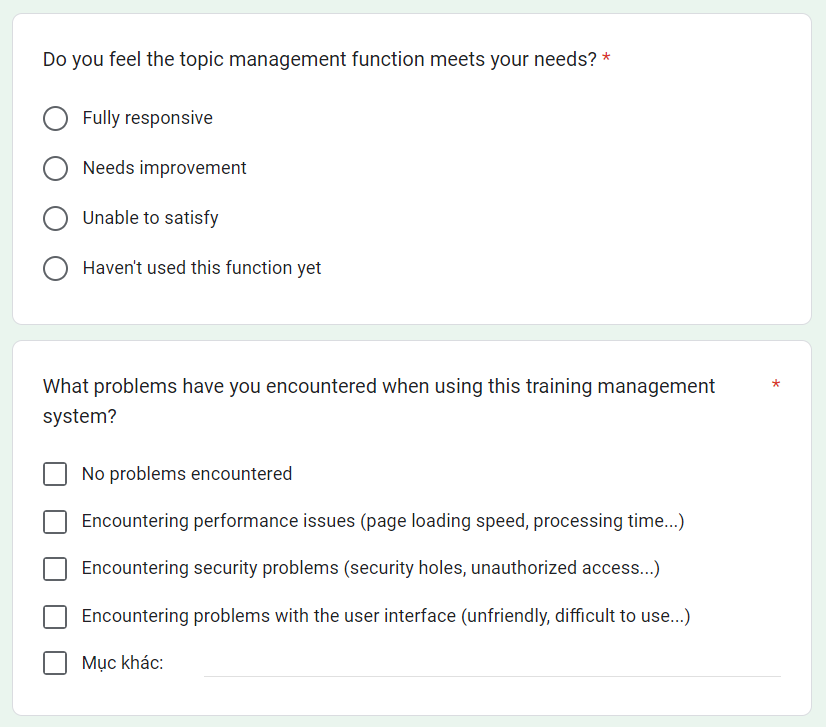 Do you feel the topic management function meets your needs? *
Fully responsive
Needs improvement
Unable to satisfy
Haven't used this function yet
What problems have you encountered when using this training management *
system?
No problems encountered
Encountering performance issues (page loading speed, processing time...)
Encountering security problems (security holes, unauthorized access...)
Encountering problems with the user interface (unfriendly, difficult to use...)
Mục khác: